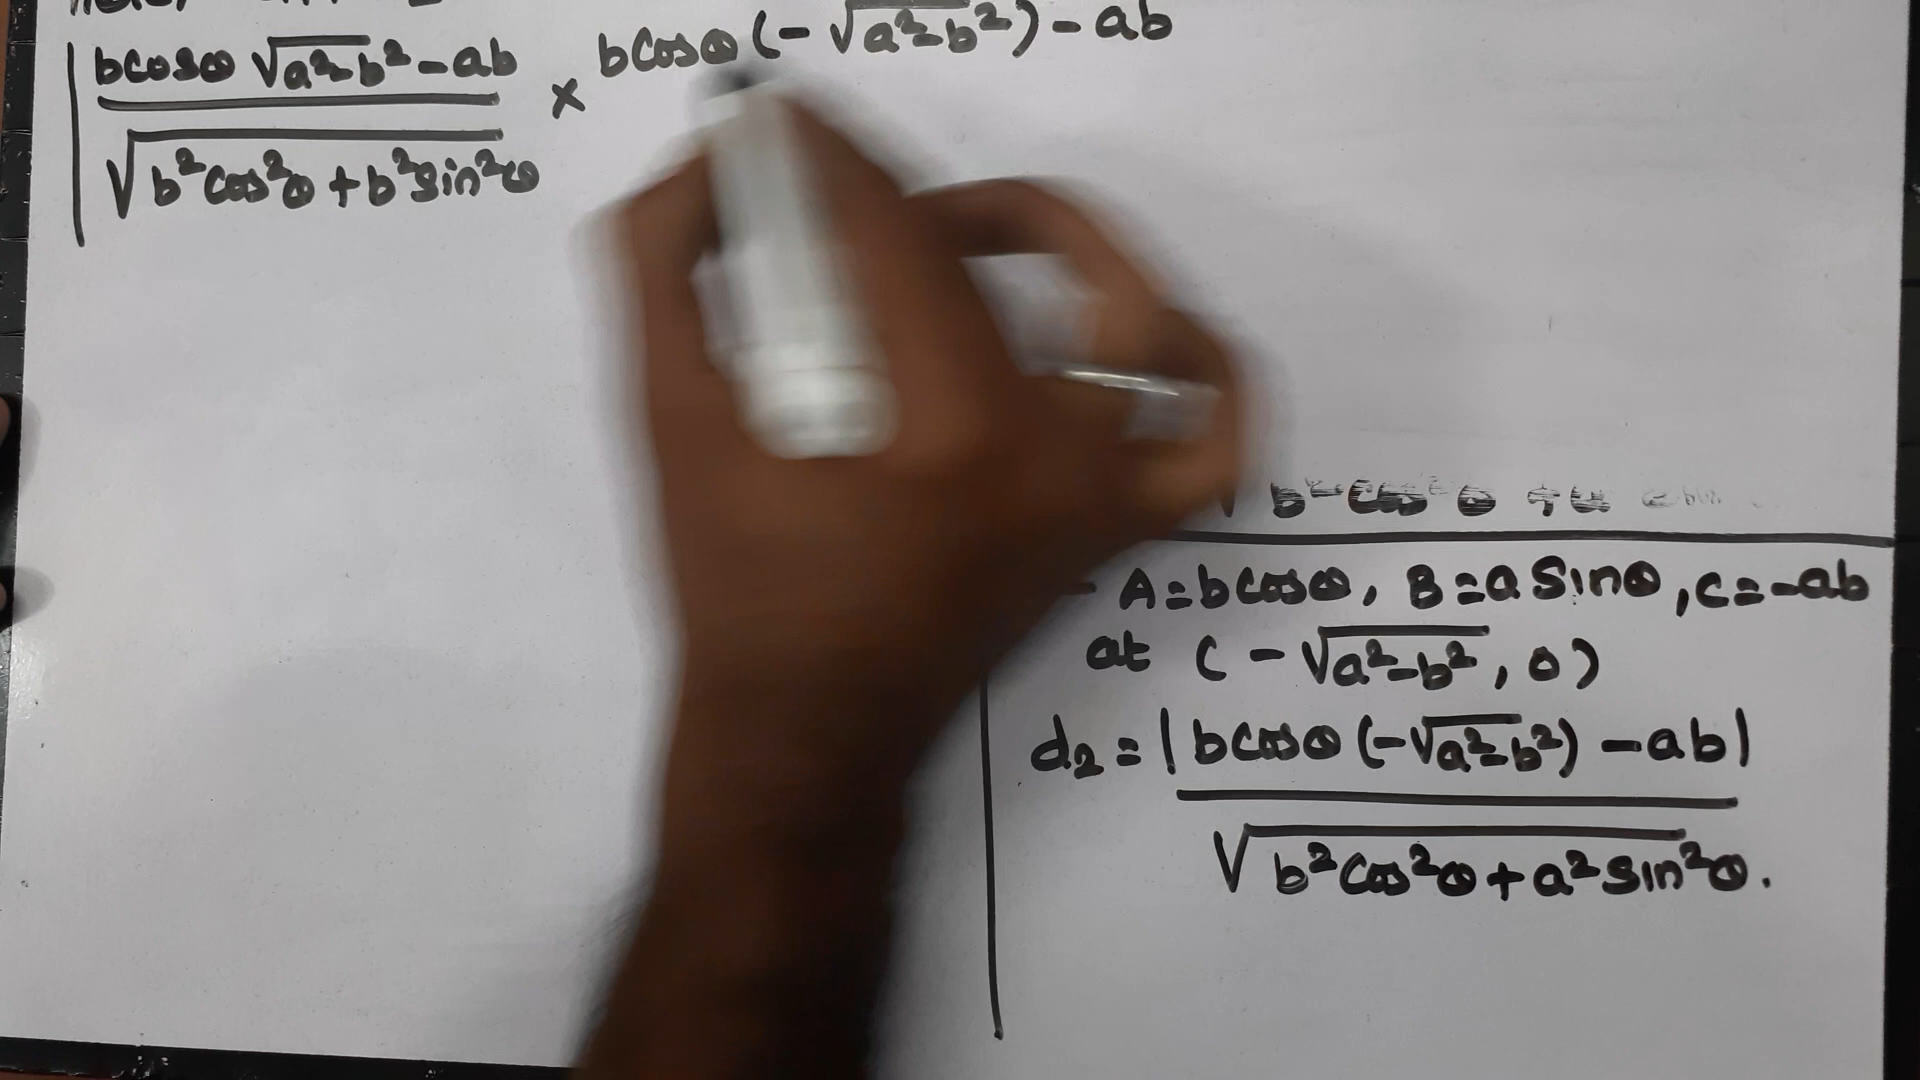 |bcosθ √a²-b² - ab × bcosθ (-√a²-b²) - ab
√b²cos²θ + b²sin²θ
√b²cos²θ + a
A = bcosθ, B = a Sinθ, c = -ab
at (-√a²-b², 0)
d₂ = |bcosθ (-√a²-b²) - ab|
√b²cos²θ + a²sin²θ.